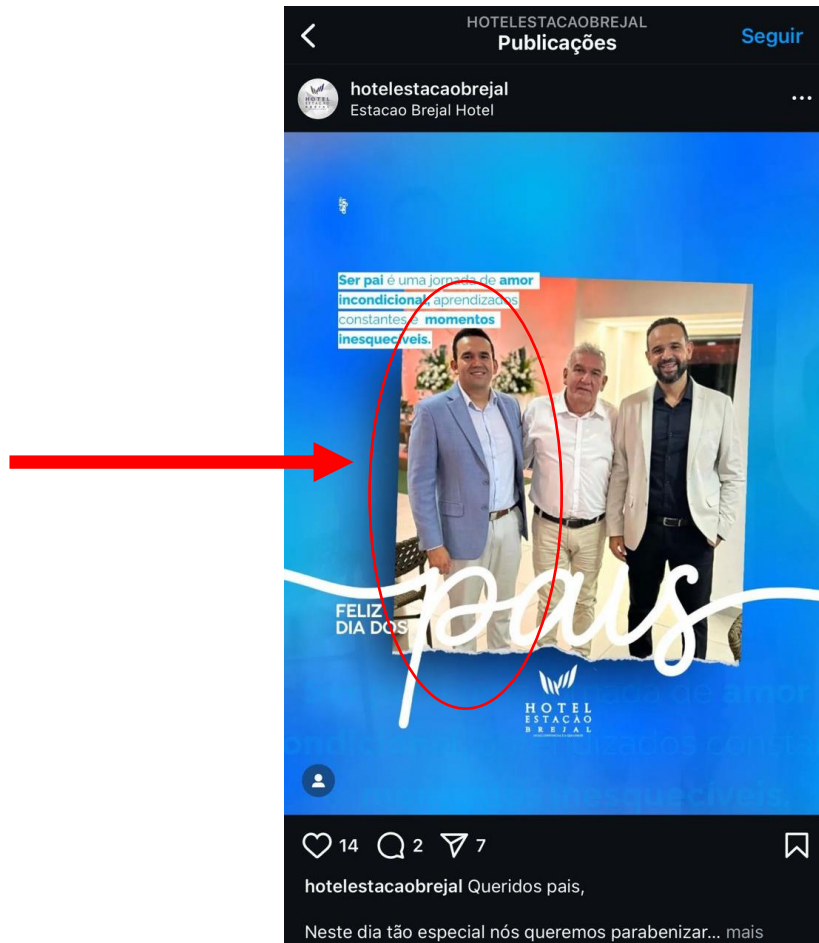 HOTELESTACAOBREJAL
Publicações
Seguir
hotelestacaobrejal
Estacao Brejal Hotel
Ser pai é uma jornada de amor
incondicional, aprendizados
constantes e momentos
inesquecíveis.
FELIZ
DIA DOS
pais
HOTEL
ESTAÇÃO
BREJAL
14
2
7
hotelestacaobrejal Queridos pais,
Neste dia tão especial nós queremos parabenizar... mais